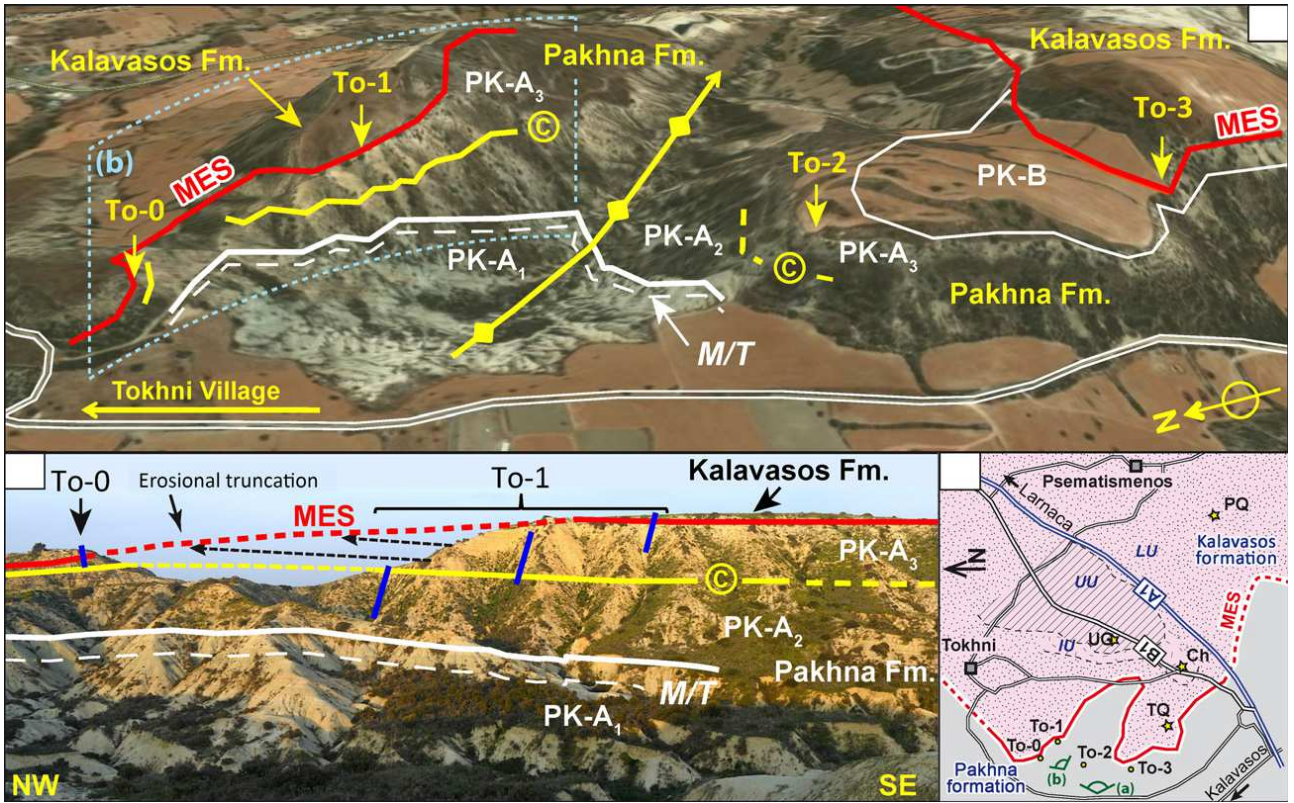 Kalavasos Fm.
To-1
PK-A3
Pakhna Fm.
Kalavasos Fm.
To-3
MES
©
(b)
MES
To-2
PK-B
To-0
PK-A1
PK-A2
PK-A3
©
Pakhna Fm.
M/T
Tokhni Village
N
To-0
Erosional truncation
To-1
Kalavasos Fm.
MES
PK-A3
©
PK-A2
Pakhna Fm.
M/T
PK-A1
NW
SE
Psematismenos
Larnaca
PQ
N
LU
Kalavasos
formation
UU
A1
MES
Tokhni
UQ
IU
B1
Ch
TQ
To-1
To-0
To-2
To-3
(b)
(a)
Pakhna
formation
Kalavasos